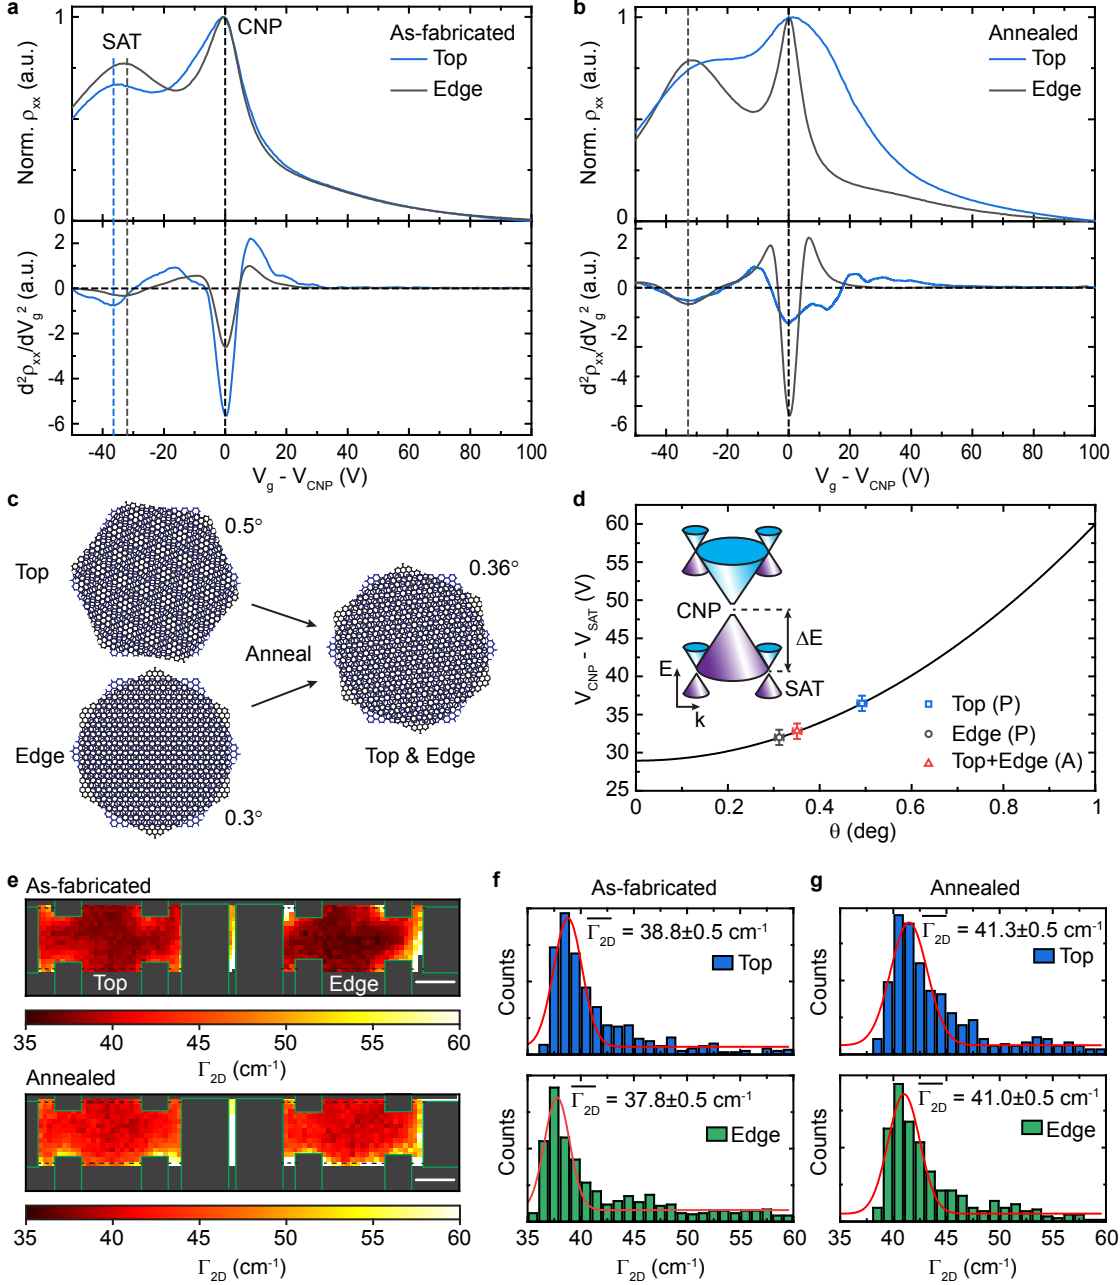 a
Norm. ρxx (a.u.)
1
0
SAT
CNP
As-fabricated
Top
Edge
d²ρxx/dVg² (a.u.)
2
0
-2
-4
-6
-40 -20 0 20 40 60 80 100
Vg - VCNP (V)
b
Norm. ρxx (a.u.)
1
0
Annealed
Top
Edge
d²ρxx/dVg² (a.u.)
2
0
-2
-4
-6
-40 -20 0 20 40 60 80 100
Vg - VCNP (V)
c
Top
0.5°
Edge
0.3°
Anneal
0.36°
Top & Edge
d
VCNP - VSAT (V)
60
55
50
45
40
35
30
25
0 0.2 0.4 0.6 0.8 1
θ (deg)
CNP
ΔE
SAT
E
k
Top (P)
Edge (P)
Top+Edge (A)
e
As-fabricated
Top Edge
35 40 45 50 55 60
Γ2D (cm-1)
Annealed
35 40 45 50 55 60
Γ2D (cm-1)
f
As-fabricated
Counts
Γ2D = 38.8±0.5 cm-1
Top
Counts
Γ2D = 37.8±0.5 cm-1
Edge
35 40 45 50 55 60
Γ2D (cm-1)
g
Annealed
Counts
Γ2D = 41.3±0.5 cm-1
Top
Counts
Γ2D = 41.0±0.5 cm-1
Edge
35 40 45 50 55 60
Γ2D (cm-1)